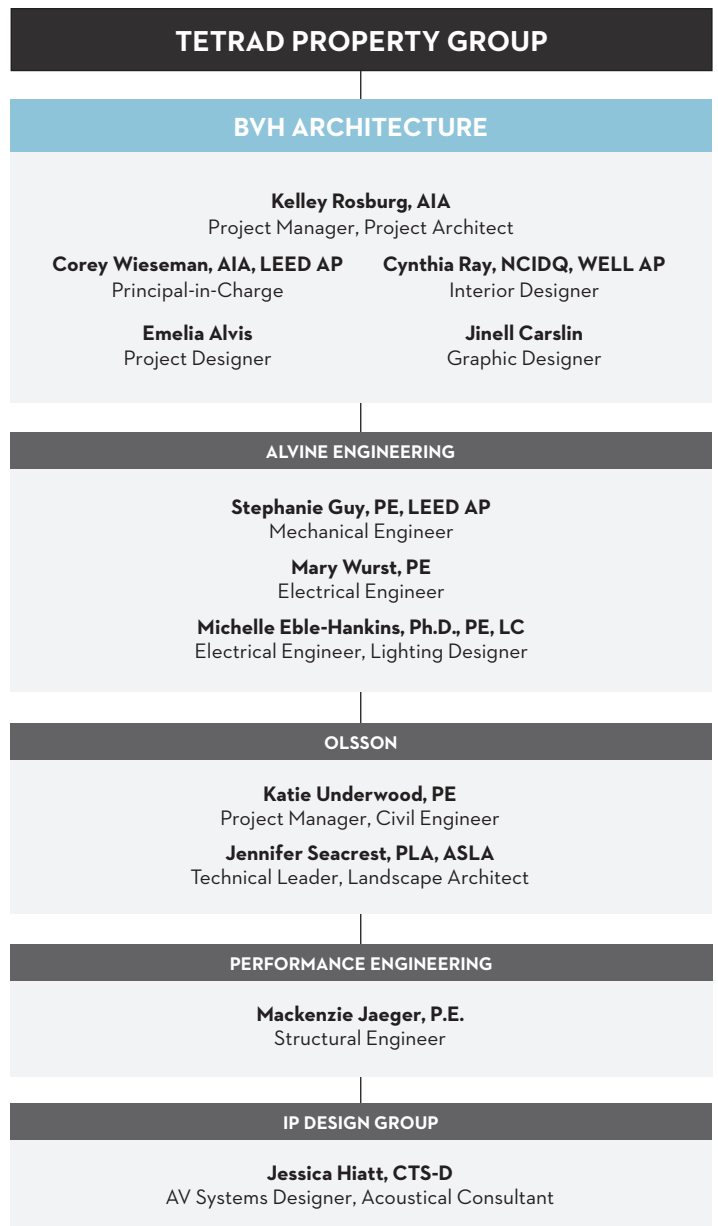 TETRAD PROPERTY GROUP
BVH ARCHITECTURE
Kelley Rosburg, AIA
Project Manager, Project Architect
Corey Wieseman, AIA, LEED AP
Principal-in-Charge
Cynthia Ray, NCIDQ, WELL AP
Interior Designer
Emelia Alvis
Project Designer
Jinell Carslin
Graphic Designer
ALVINE ENGINEERING
Stephanie Guy, PE, LEED AP
Mechanical Engineer
Mary Wurst, PE
Electrical Engineer
Michelle Eble-Hankins, Ph.D., PE, LC
Electrical Engineer, Lighting Designer
OLSSON
Katie Underwood, PE
Project Manager, Civil Engineer
Jennifer Seacrest, PLA, ASLA
Technical Leader, Landscape Architect
PERFORMANCE ENGINEERING
Mackenzie Jaeger, P.E.
Structural Engineer
IP DESIGN GROUP
Jessica Hiatt, CTS-D
AV Systems Designer, Acoustical Consultant